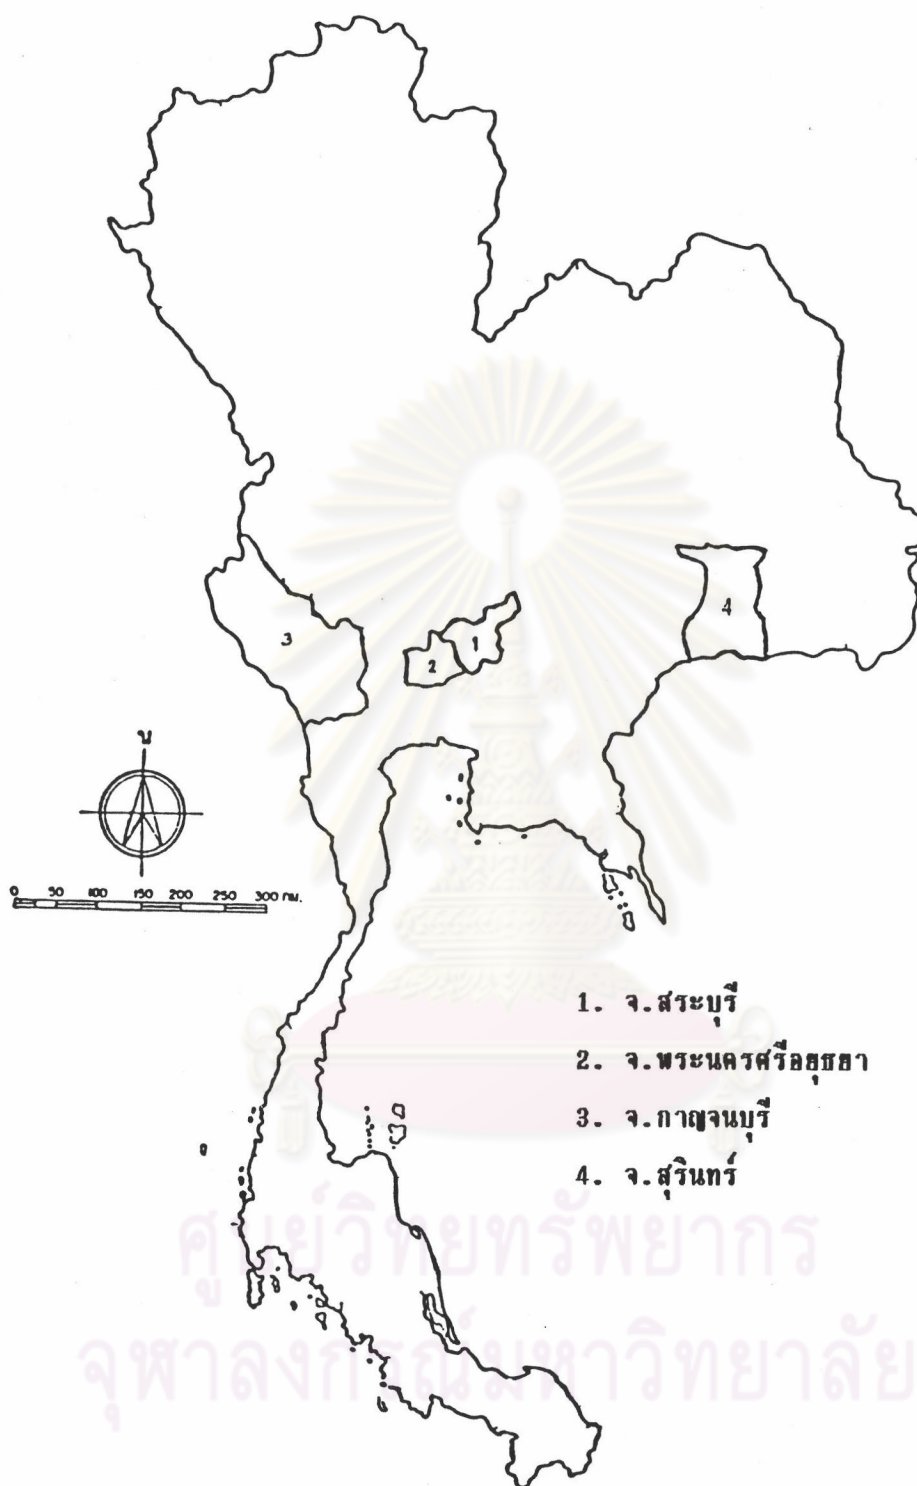 3
1
2
4
น
0 50 100 150 200 250 300 กม.
1. จ.สระบุรี
2. จ.พระนครศรีอยุธยา
3. จ.กาญจนบุรี
4. จ.สุรินทร์
ศูนย์วิทยทรัพยากร
จุฬาลงกรณ์มหาวิทยาลัย